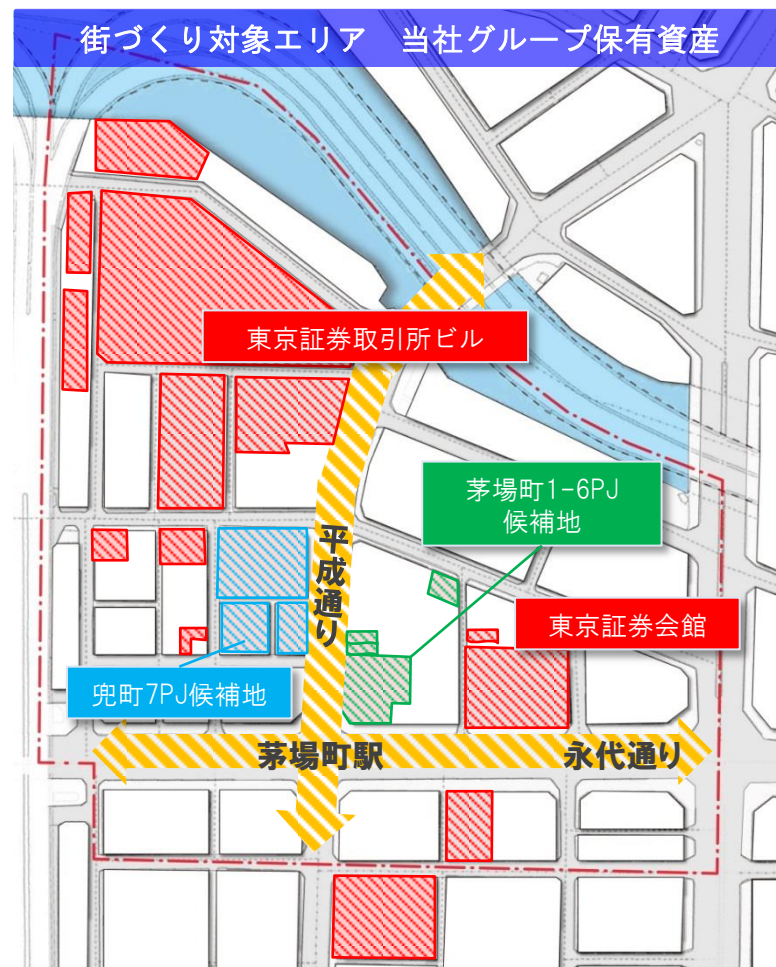 街づくり対象エリア　当社グループ保有資産
東京証券取引所ビル
茅場町1-6PJ
候補地
平成通り
東京証券会館
兜町7PJ候補地
茅場町駅
永代通り